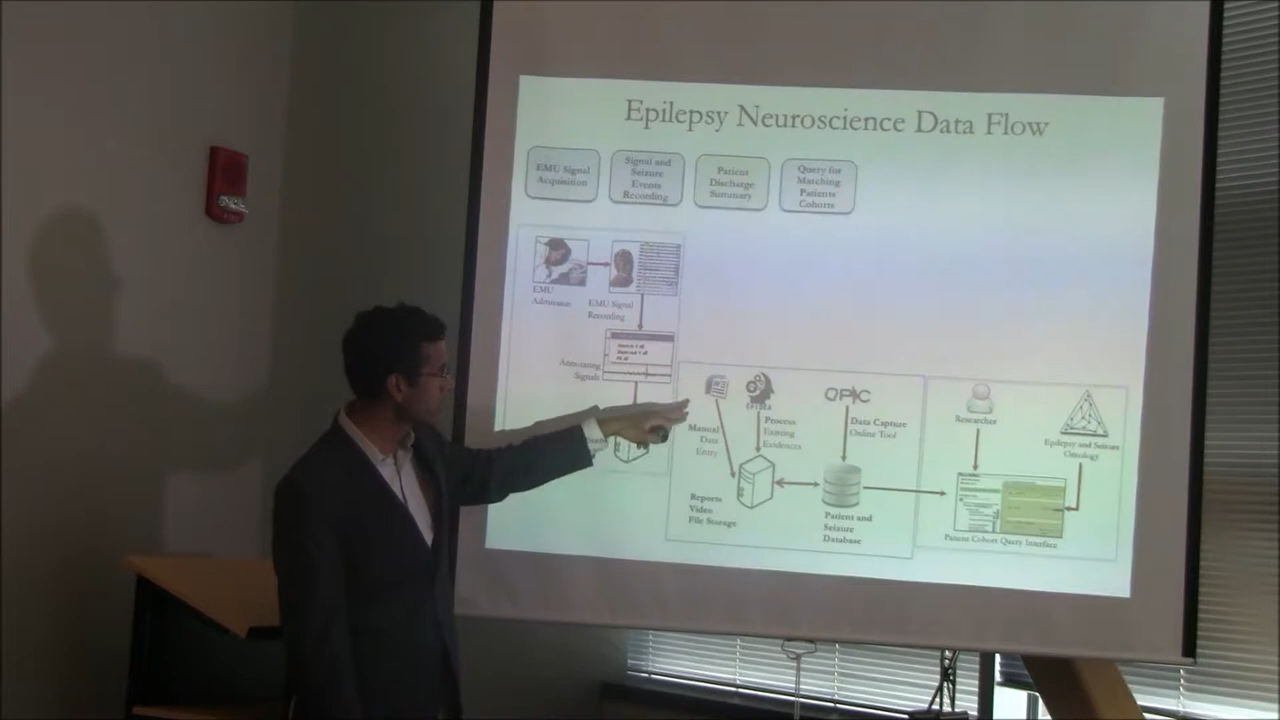 Epilepsy Neuroscience Data Flow
EMU Signal
Acquisition
Signal and
Seizure
Events
Recording
Patient
Discharge
Summary
Query for
Matching
Patients
Cohorts
EMU
Admission
EMU Signal
Recording
Annotating
Signals
Manual
Data
Entry
Process
Existing
Evidences
OPIC
Data Capture
Online Tool
Reports
Video
File Storage
Patient and
Seizure
Database
Researcher
Epilepsy and Seizure
Ontology
Patient Cohort Query Interface